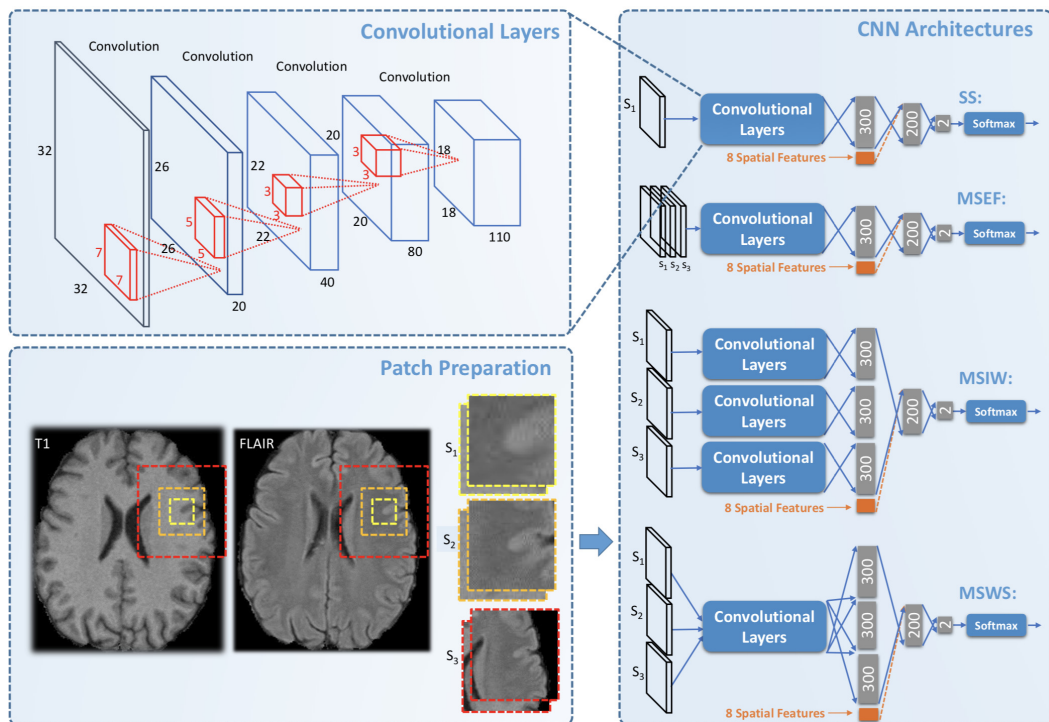 Convolutional Layers
Convolution
Convolution
Convolution
Convolution
32
32
7
7
26
26
5
5
20
22
22
3
3
40
20
20
3
3
80
18
18
110
Patch Preparation
T1
FLAIR
S1
S2
S3
CNN Architectures
SS:
S1
Convolutional
Layers
300
200
2
Softmax
8 Spatial Features
MSEF:
S1 S2 S3
Convolutional
Layers
300
200
2
Softmax
8 Spatial Features
MSIW:
S1
Convolutional
Layers
300
S2
Convolutional
Layers
300
200
2
Softmax
S3
Convolutional
Layers
300
8 Spatial Features
MSWS:
S1
S2
S3
Convolutional
Layers
300
300
300
200
2
Softmax
8 Spatial Features